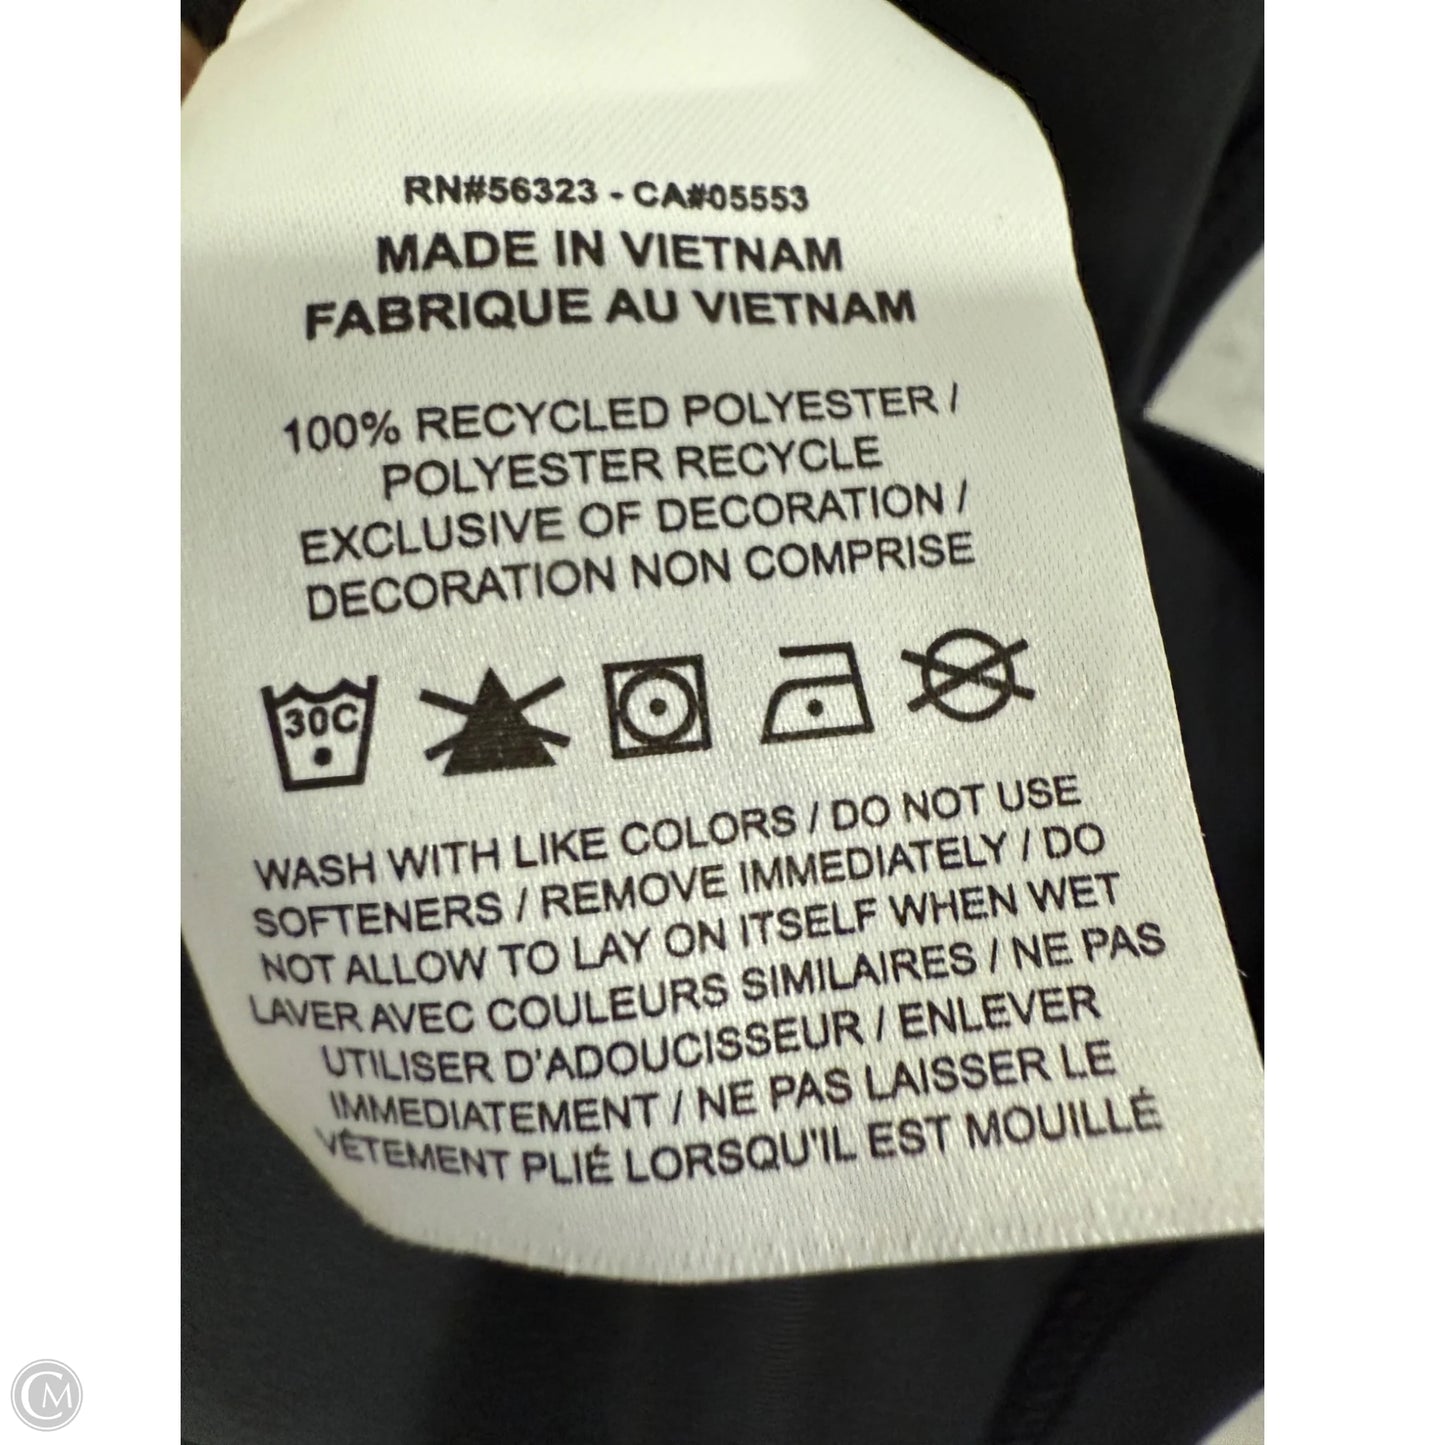 RN#56323 - CA#05553
MADE IN VIETNAM
FABRIQUE AU VIETNAM
100% RECYCLED POLYESTER /
POLYESTER RECYCLE
EXCLUSIVE OF DECORATION /
DECORATION NON COMPRISE
30C
WASH WITH LIKE COLORS / DO NOT USE
SOFTENERS / REMOVE IMMEDIATELY / DO
NOT ALLOW TO LAY ON ITSELF WHEN WET
LAVER AVEC COULEURS SIMILAIRES / NE PAS
UTILISER D'ADOUCISSEUR / ENLEVER
IMMEDIATEMENT / NE PAS LAISSER LE
VÉTEMENT PLIÉ LORSQU'IL EST MOUILLÉ
CM